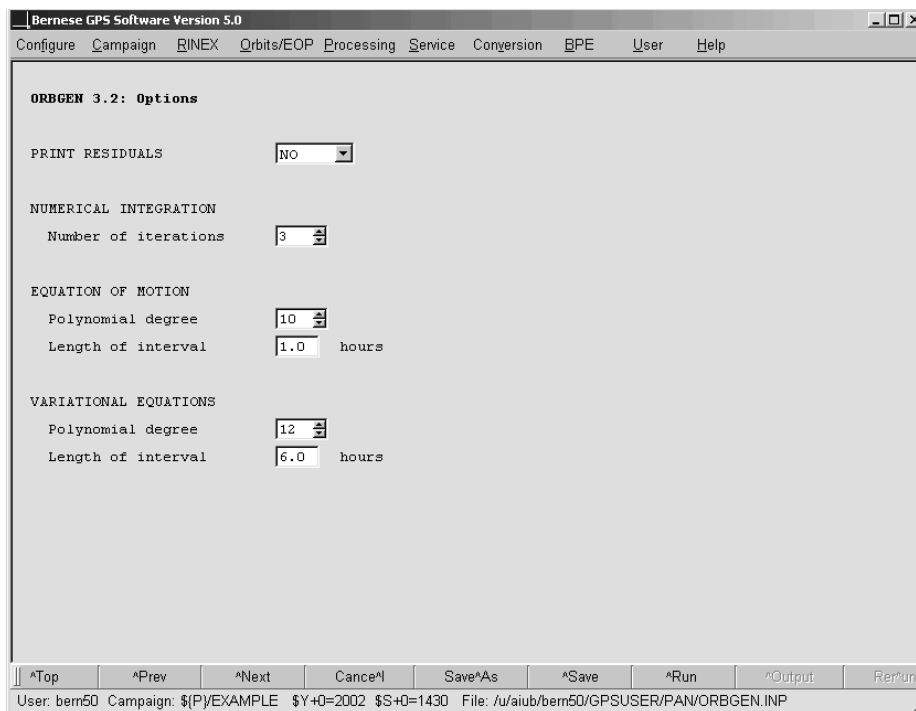 Bernese GPS Software Version 5.0
Configure Campaign RINEX Orbits/EOP Processing Service Conversion BPE User Help
ORBGEN 3.2: Options
PRINT RESIDUALS NO
NUMERICAL INTEGRATION
Number of iterations 3
EQUATION OF MOTION
Polynomial degree 10
Length of interval 1.0 hours
VARIATIONAL EQUATIONS
Polynomial degree 12
Length of interval 6.0 hours
^Top ^Prev ^Next Cance^l Save^As ^Save ^Run ^Output Rer^un
User: bern50 Campaign: ${P}/EXAMPLE $Y+0=2002 $S+0=1430 File: /u/aiub/bern50/GPSUSER/PAN/ORBGEN.INP